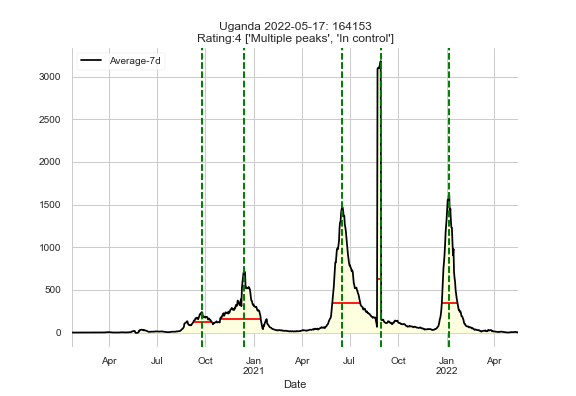 Uganda 2022-05-17: 164153
Rating:4 ['Multiple peaks', 'In control']
Average-7d
3000
2500
2000
1500
1000
500
0
Apr Jul Oct Jan Apr Jul Oct Jan Apr
2021 2022
Date